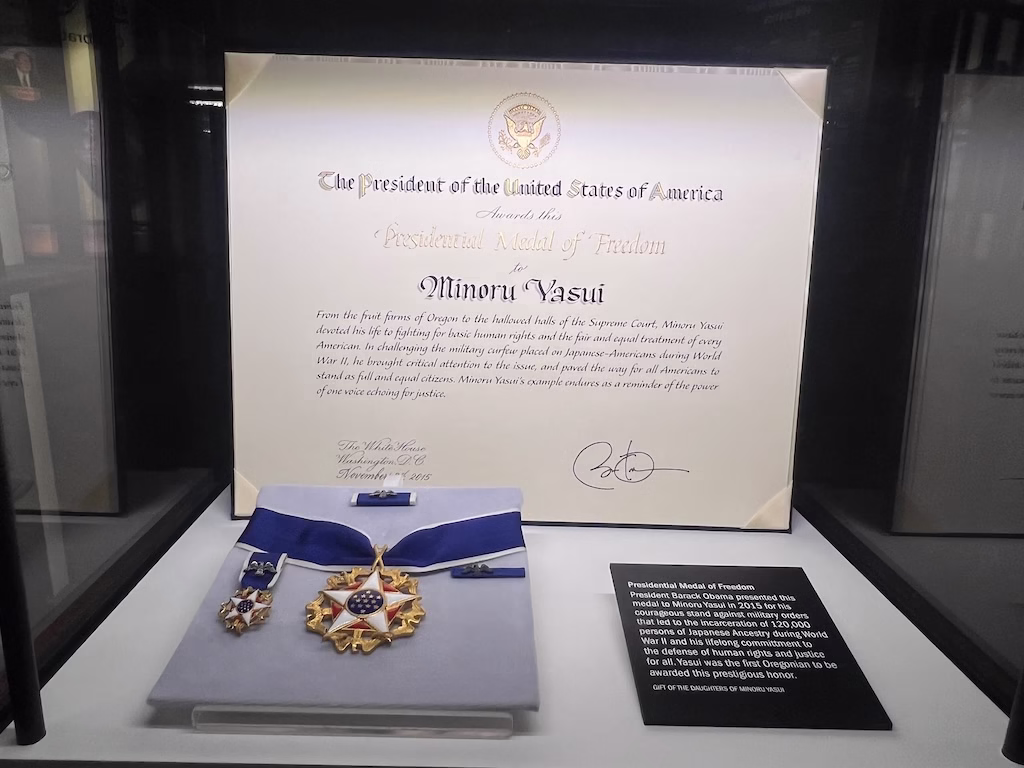 The President of the United States of America
Awards this
Presidential Medal of Freedom
to
Minoru Yasui
From the fruit farms of Oregon to the hallowed halls of the Supreme Court, Minoru Yasui
devoted his life to fighting for basic human rights and the fair and equal treatment of every
American. In challenging the military curfew placed on Japanese-Americans during World
War II, he brought critical attention to the issue, and paved the way for all Americans to
stand as full and equal citizens. Minoru Yasui's example endures as a reminder of the power
of one voice echoing for justice.
The White House
Washington, D.C.
November 2015
Presidential Medal of Freedom
President Barack Obama presented this
medal to Minoru Yasui in 2015 for his
courageous stand against military orders
that led to the incarceration of 120,000
persons of Japanese Ancestry during World
War II and his lifelong committment to
the defense of human rights and justice
for all. Yasui was the first Oregonian to be
awarded this prestigious honor.
GIFT OF THE DAUGHTERS OF MINORU YASUI